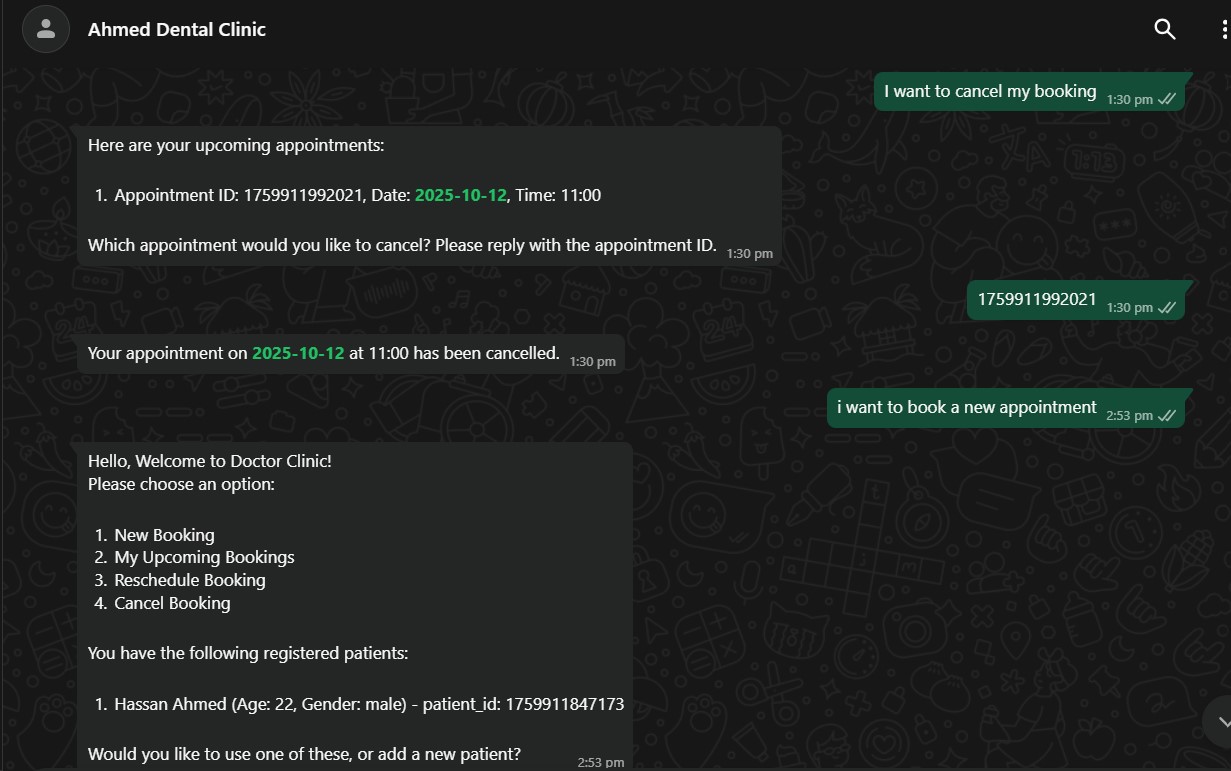 Ahmed Dental Clinic
I want to cancel my booking 1:30 pm
Here are your upcoming appointments:
1. Appointment ID: 1759911992021, Date: 2025-10-12, Time: 11:00
Which appointment would you like to cancel? Please reply with the appointment ID. 1:30 pm
1759911992021 1:30 pm
Your appointment on 2025-10-12 at 11:00 has been cancelled. 1:30 pm
i want to book a new appointment 2:53 pm
Hello, Welcome to Doctor Clinic!
Please choose an option:
1. New Booking
2. My Upcoming Bookings
3. Reschedule Booking
4. Cancel Booking
You have the following registered patients:
1. Hassan Ahmed (Age: 22, Gender: male) - patient_id: 1759911847173
Would you like to use one of these, or add a new patient? 2:53 pm